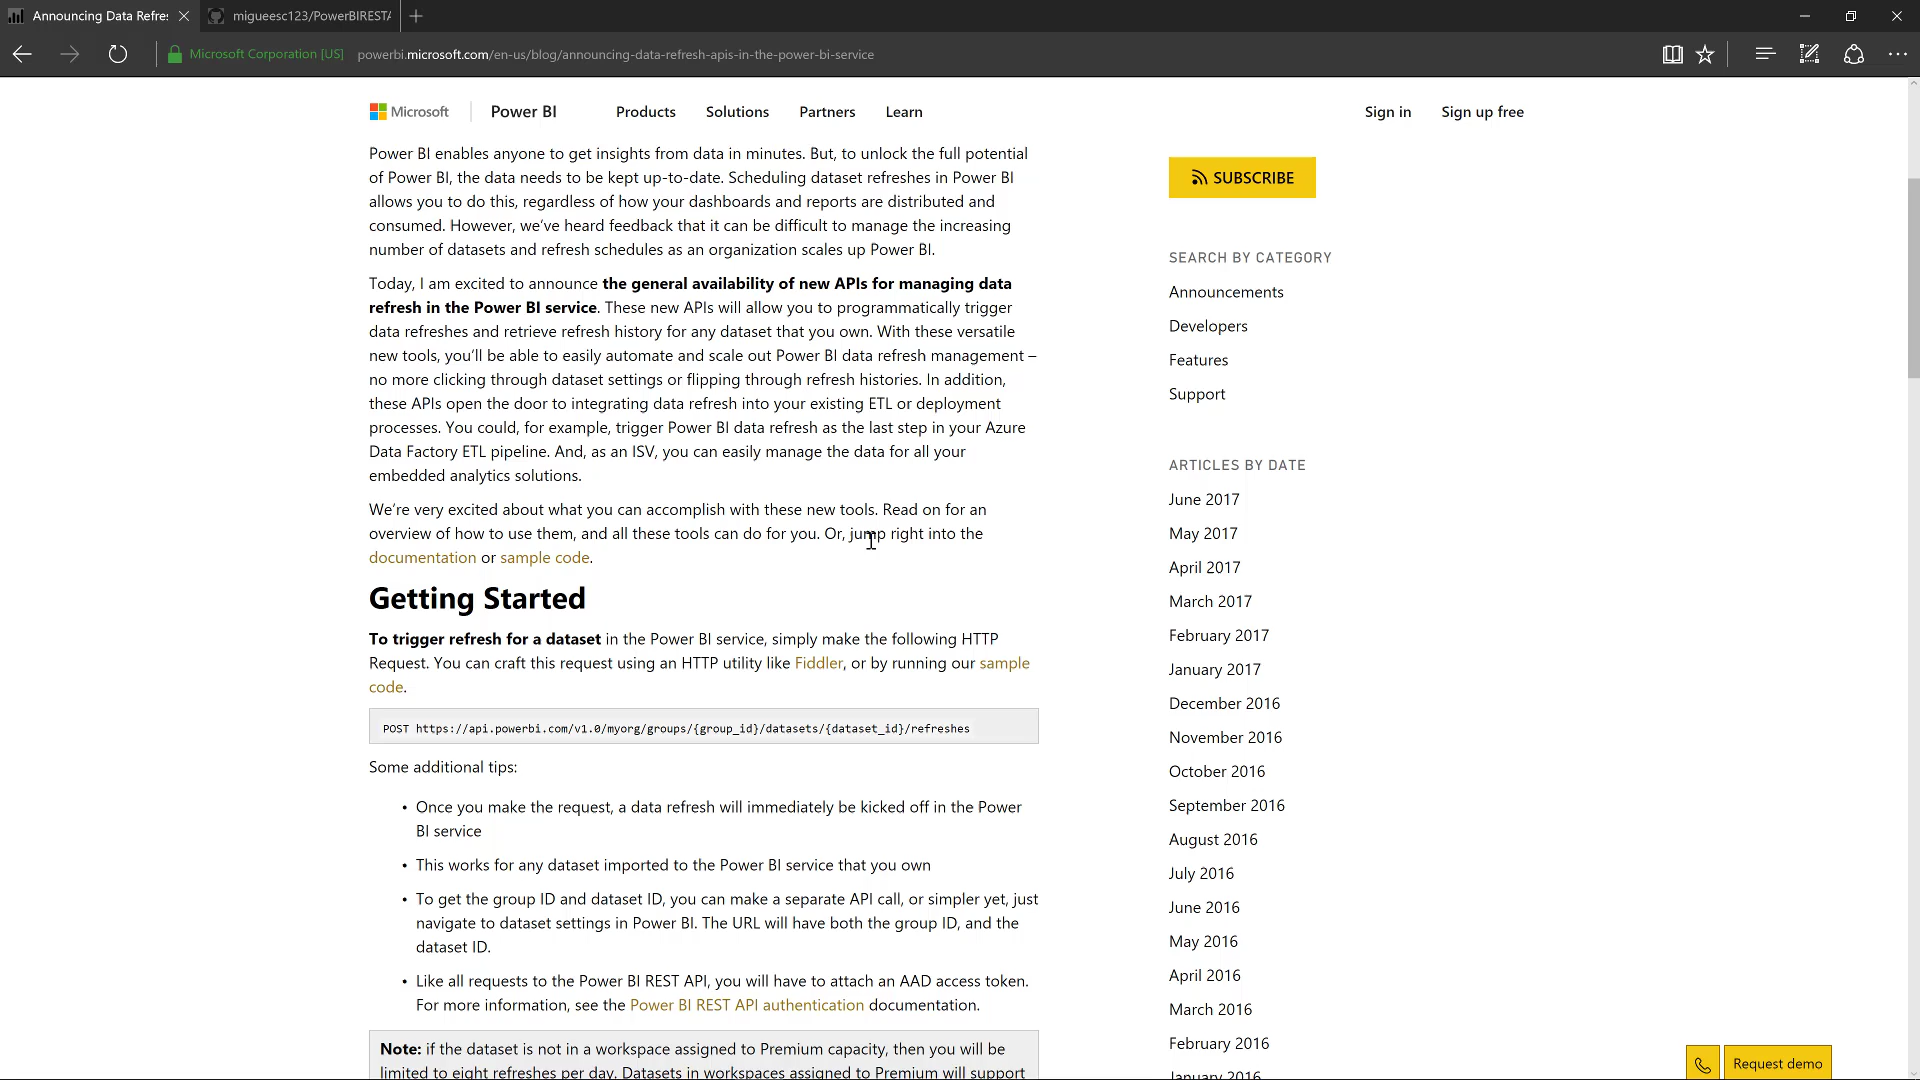 Announcing Data Refres
migueesc123/PowerBIRESTA
Microsoft Corporation [US]
powerbi.microsoft.com/en-us/blog/announcing-data-refresh-apis-in-the-power-bi-service
Microsoft
Power BI
Products
Solutions
Partners
Learn
Sign in
Sign up free
Power BI enables anyone to get insights from data in minutes. But, to unlock the full potential
of Power BI, the data needs to be kept up-to-date. Scheduling dataset refreshes in Power BI
allows you to do this, regardless of how your dashboards and reports are distributed and
consumed. However, we've heard feedback that it can be difficult to manage the increasing
number of datasets and refresh schedules as an organization scales up Power BI.
Today, I am excited to announce the general availability of new APIs for managing data
refresh in the Power BI service. These new APIs will allow you to programmatically trigger
data refreshes and retrieve refresh history for any dataset that you own. With these versatile
new tools, you'll be able to easily automate and scale out Power BI data refresh management –
no more clicking through dataset settings or flipping through refresh histories. In addition,
these APIs open the door to integrating data refresh into your existing ETL or deployment
processes. You could, for example, trigger Power BI data refresh as the last step in your Azure
Data Factory ETL pipeline. And, as an ISV, you can easily manage the data for all your
embedded analytics solutions.
We're very excited about what you can accomplish with these new tools. Read on for an
overview of how to use them, and all these tools can do for you. Or, jump right into the
documentation or sample code.
Getting Started
To trigger refresh for a dataset in the Power BI service, simply make the following HTTP
Request. You can craft this request using an HTTP utility like Fiddler, or by running our sample
code.
POST https://api.powerbi.com/v1.0/myorg/groups/{group_id}/datasets/{dataset_id}/refreshes
Some additional tips:
• Once you make the request, a data refresh will immediately be kicked off in the Power
BI service
• This works for any dataset imported to the Power BI service that you own
• To get the group ID and dataset ID, you can make a separate API call, or simpler yet, just
navigate to dataset settings in Power BI. The URL will have both the group ID, and the
dataset ID.
• Like all requests to the Power BI REST API, you will have to attach an AAD access token.
For more information, see the Power BI REST API authentication documentation.
Note: if the dataset is not in a workspace assigned to Premium capacity, then you will be
limited to eight refreshes per day. Datasets in workspaces assigned to Premium will support
SUBSCRIBE
SEARCH BY CATEGORY
Announcements
Developers
Features
Support
ARTICLES BY DATE
June 2017
May 2017
April 2017
March 2017
February 2017
January 2017
December 2016
November 2016
October 2016
September 2016
August 2016
July 2016
June 2016
May 2016
April 2016
March 2016
February 2016
January 2016
Request demo